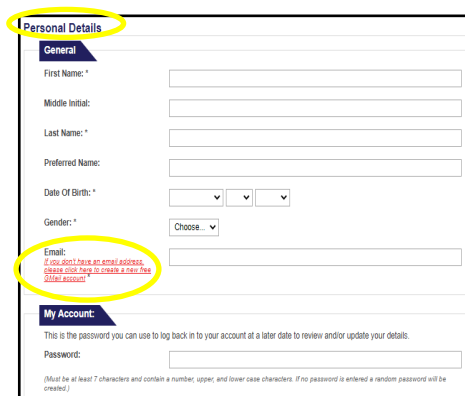 Personal Details
General
First Name: *
Middle Initial:
Last Name: *
Preferred Name:
Date Of Birth: *
Gender: *
Choose...
Email:
If you don't have an email address,
please click here to create a new free
GMail account *
My Account:
This is the password you can use to log back in to your account at a later date to review and/or update your details.
Password:
(Must be at least 7 characters and contain a number, upper, and lower case characters. If no password is entered a random password will be
created.)